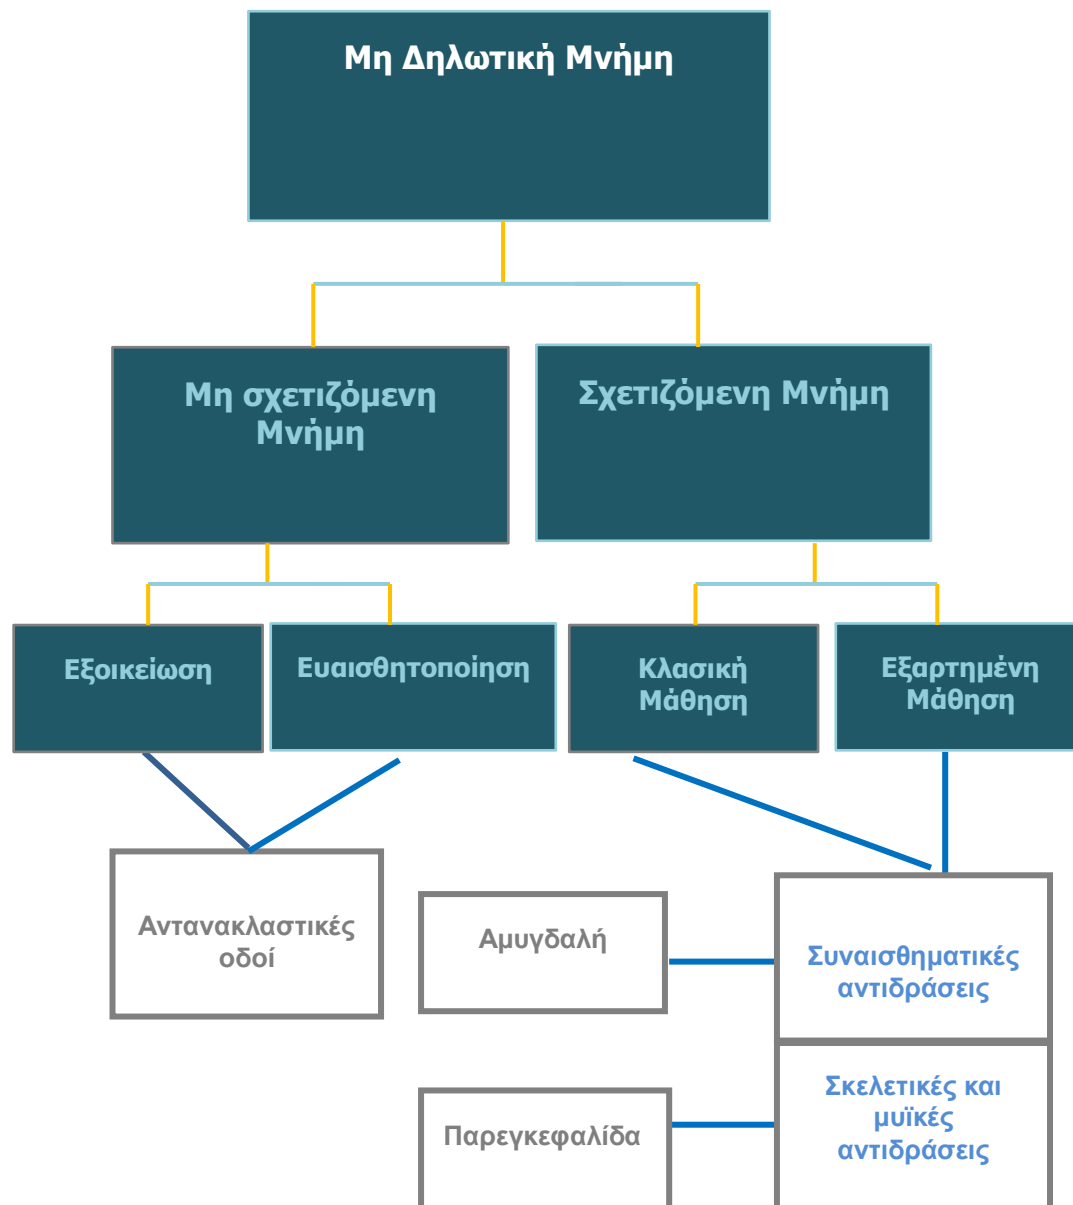 Μη Δηλωτική Μνήμη
Μη σχετιζόμενη
Μνήμη
Σχετιζόμενη Μνήμη
Εξοικείωση
Ευαισθητοποίηση
Κλασική
Μάθηση
Εξαρτημένη
Μάθηση
Αντανακλαστικές
οδοί
Αμυγδαλή
Συναισθηματικές
αντιδράσεις
Παρεγκεφαλίδα
Σκελετικές και
μυϊκές
αντιδράσεις